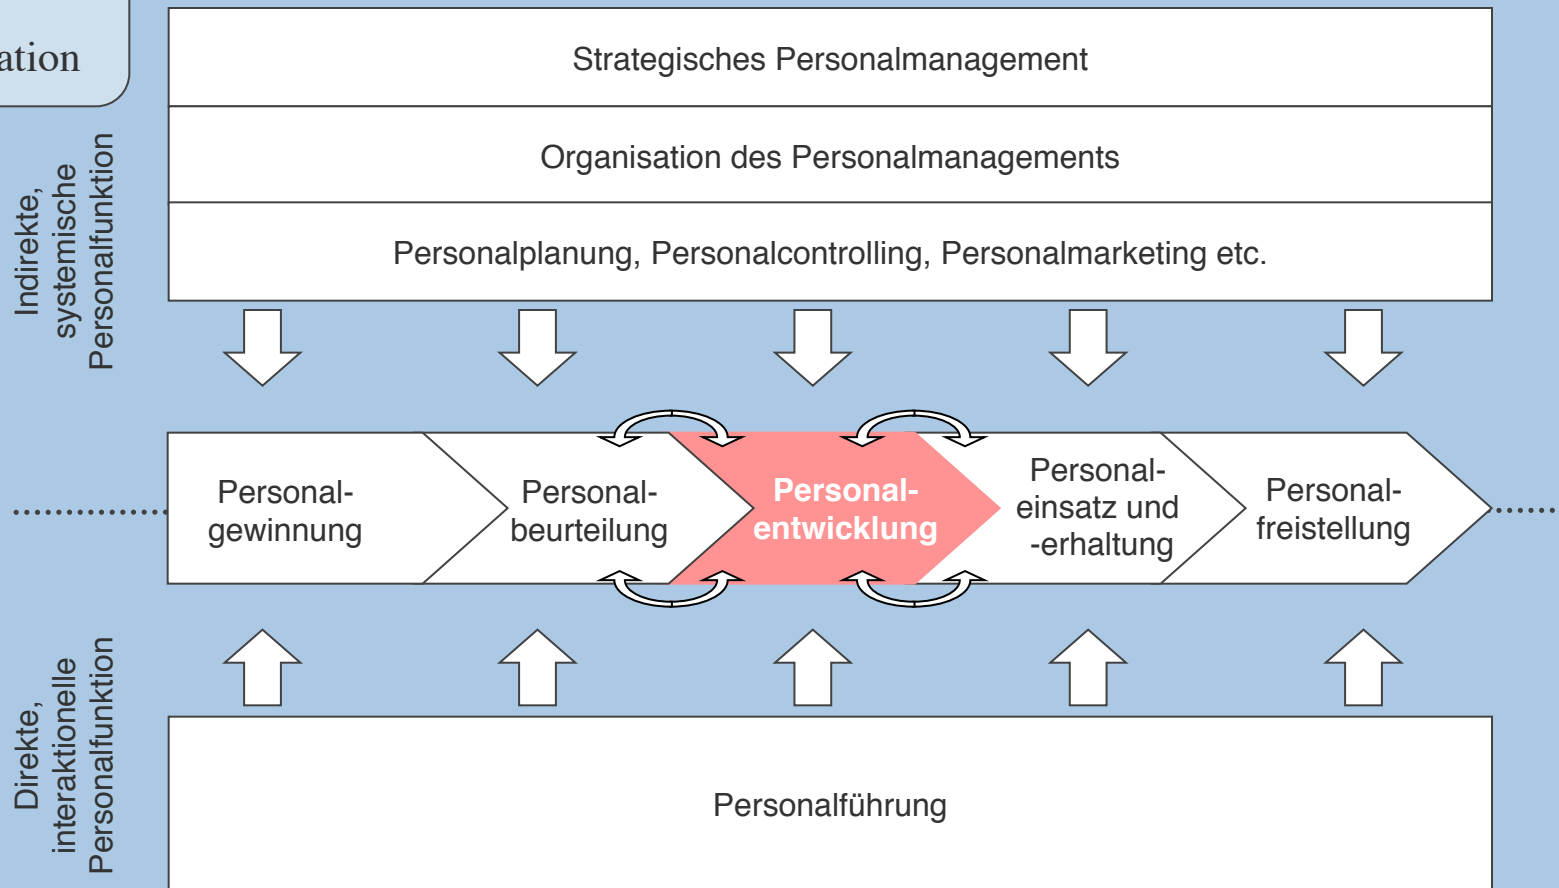 ation
Strategisches Personalmanagement
Organisation des Personalmanagements
Personalplanung, Personalcontrolling, Personalmarketing etc.
Indirekte,
systemische
Personalfunktion
Personal-
gewinnung
Personal-
beurteilung
Personal-
entwicklung
Personal-
einsatz und
-erhaltung
Personal-
freistellung
Direkte,
interaktionelle
Personalfunktion
Personalführung